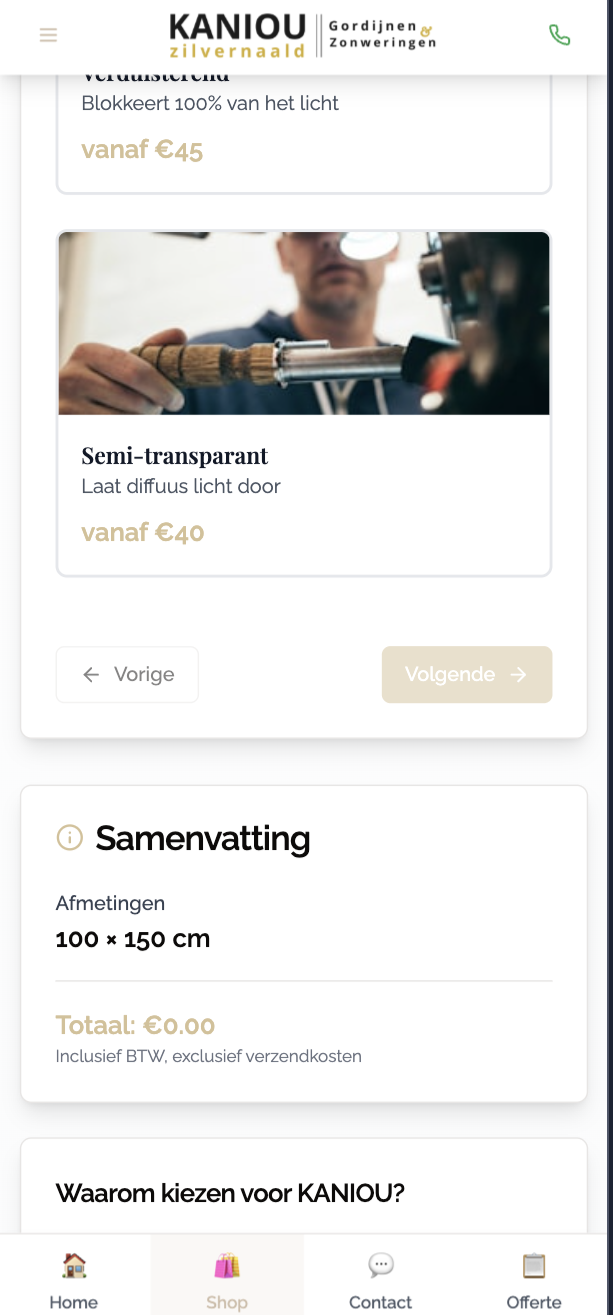 KANIOU
zilvernaald
Gordijnen &
Zonweringen
Verduisterend
Blokkeert 100% van het licht
vanaf €45
Semi-transparant
Laat diffuus licht door
vanaf €40
← Vorige
Volgende →
Samenvatting
Afmetingen
100 × 150 cm
Totaal: €0.00
Inclusief BTW, exclusief verzendkosten
Waarom kiezen voor KANIOU?
Home
Shop
Contact
Offerte